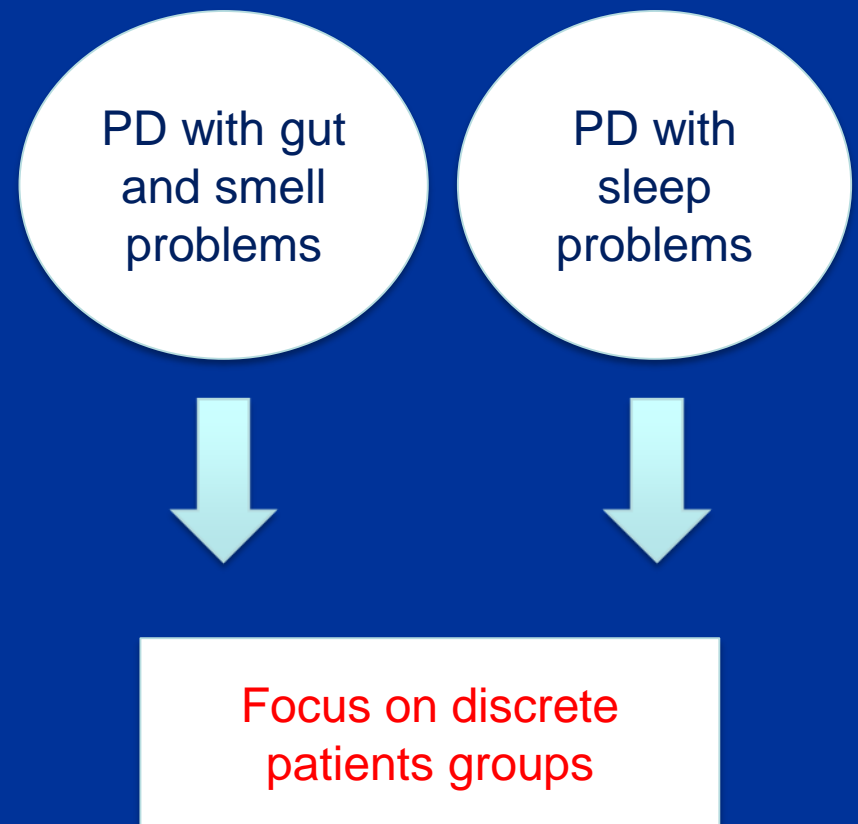 PD with gut
and smell
problems
PD with
sleep
problems
Focus on discrete
patients groups